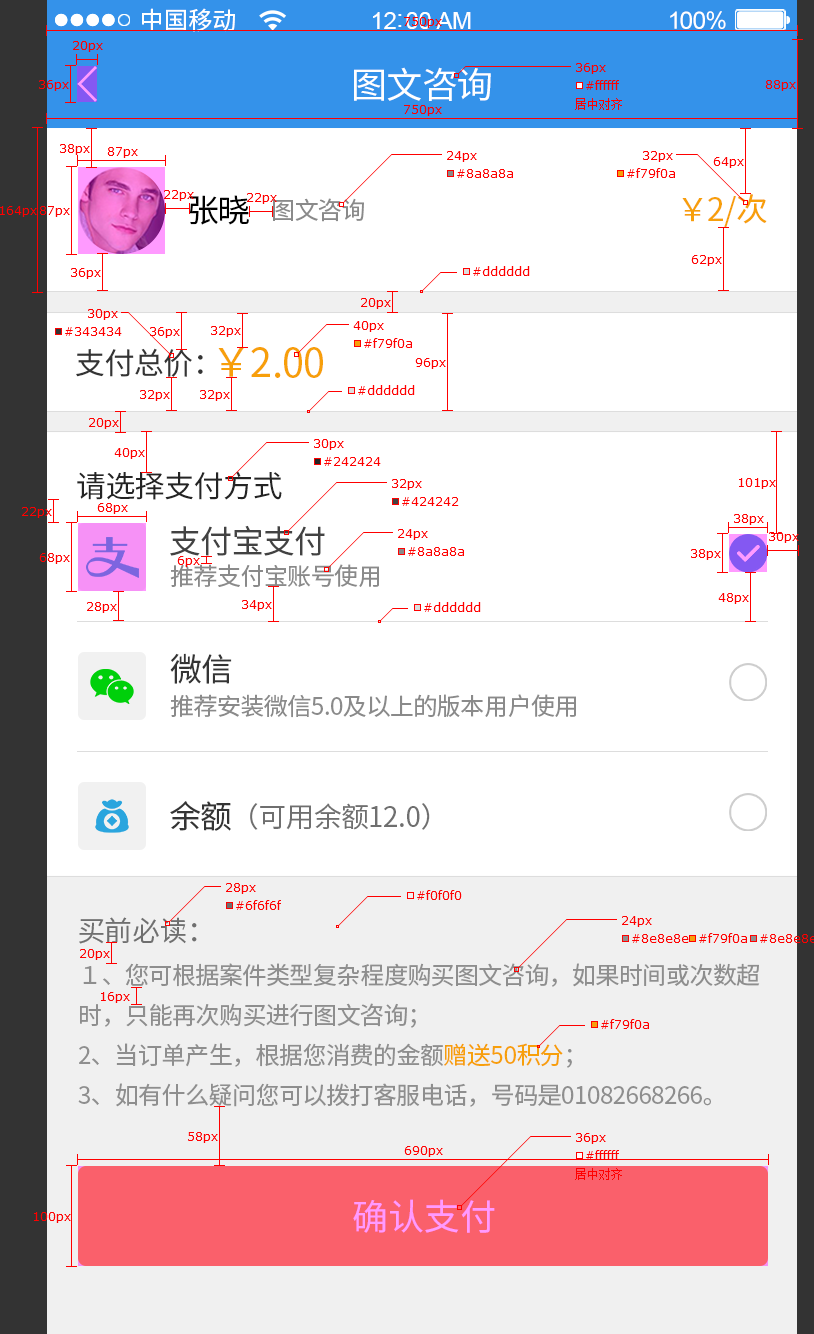 中国移动 12:00 AM 100%
750px
20px
36px
图文咨询
36px
#ffffff
居中对齐
88px
750px
38px
87px
24px
#8a8a8a
32px
#f79f0a
64px
164px
87px
22px
张晓
22px
图文咨询
¥2/次
62px
36px
#dddddd
20px
30px
#343434
36px
32px
40px
#f79f0a
96px
支付总价：¥2.00
32px
32px
#dddddd
20px
40px
30px
#242424
请选择支付方式
32px
#424242
101px
22px
68px
38px
支付宝支付
24px
#8a8a8a
30px
68px
6px
38px
推荐支付宝账号使用
28px
34px
#dddddd
48px
微信
推荐安装微信5.0及以上的版本用户使用
余额（可用余额12.0）
28px
#6f6f6f
#f0f0f0
24px
#8e8e8e #f79f0a #8e8e8e
买前必读：
20px
1、您可根据案件类型复杂程度购买图文咨询，如果时间或次数超
16px
时，只能再次购买进行图文咨询；
#f79f0a
2、当订单产生，根据您消费的金额赠送50积分；
3、如有什么疑问您可以拨打客服电话，号码是01082668266。
58px
690px
36px
#ffffff
居中对齐
100px
确认支付